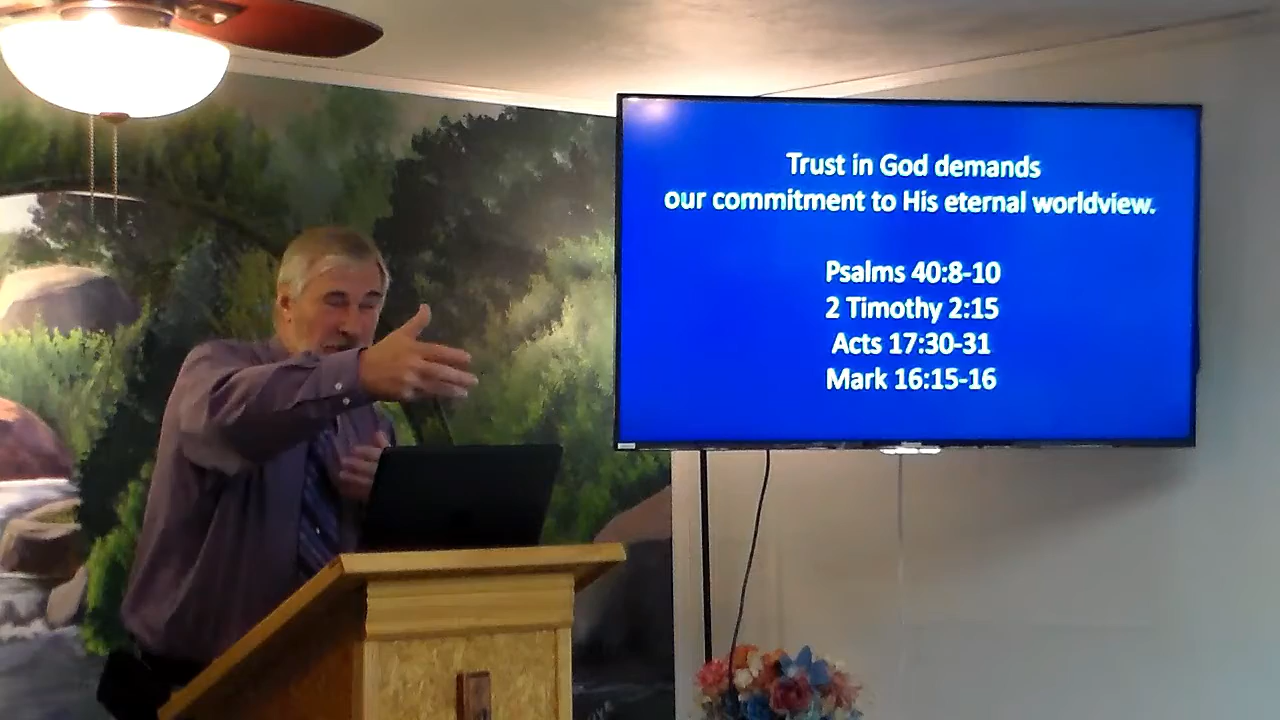 Trust in God demands
our commitment to His eternal worldview.
Psalms 40:8-10
2 Timothy 2:15
Acts 17:30-31
Mark 16:15-16